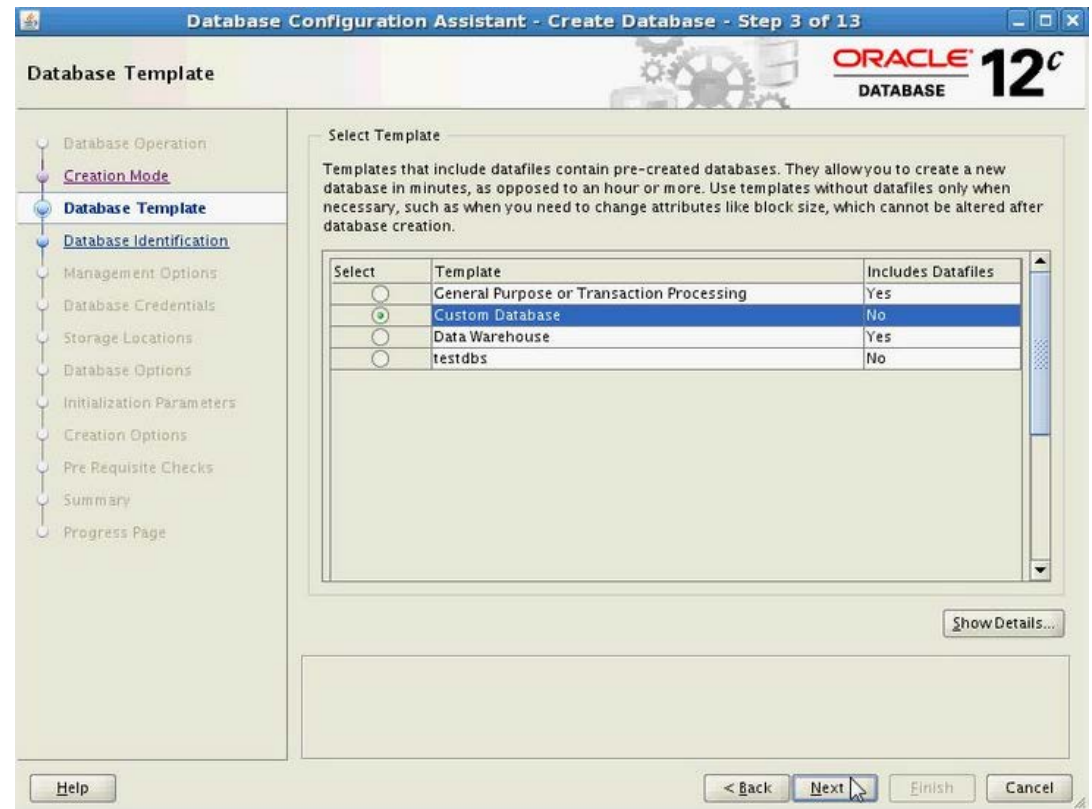 Database Configuration Assistant - Create Database - Step 3 of 13
Database Template
ORACLE
DATABASE
12c
Database Operation
Creation Mode
Database Template
Database Identification
Management Options
Database Credentials
Storage Locations
Database Options
Initialization Parameters
Creation Options
Pre Requisite Checks
Summary
Progress Page
Select Template
Templates that include datafiles contain pre-created databases. They allow you to create a new
database in minutes, as opposed to an hour or more. Use templates without datafiles only when
necessary, such as when you need to change attributes like block size, which cannot be altered after
database creation.
Select Template Includes Datafiles
General Purpose or Transaction Processing Yes
Custom Database No
Data Warehouse Yes
testdbs No
Show Details...
Help
< Back
Next
Finish
Cancel